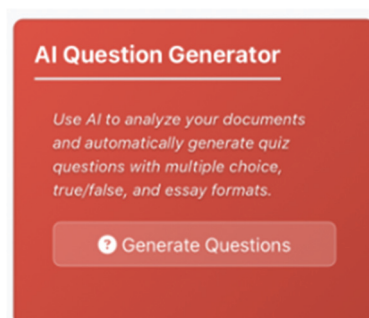 AI Question Generator
Use AI to analyze your documents
and automatically generate quiz
questions with multiple choice,
true/false, and essay formats.
? Generate Questions